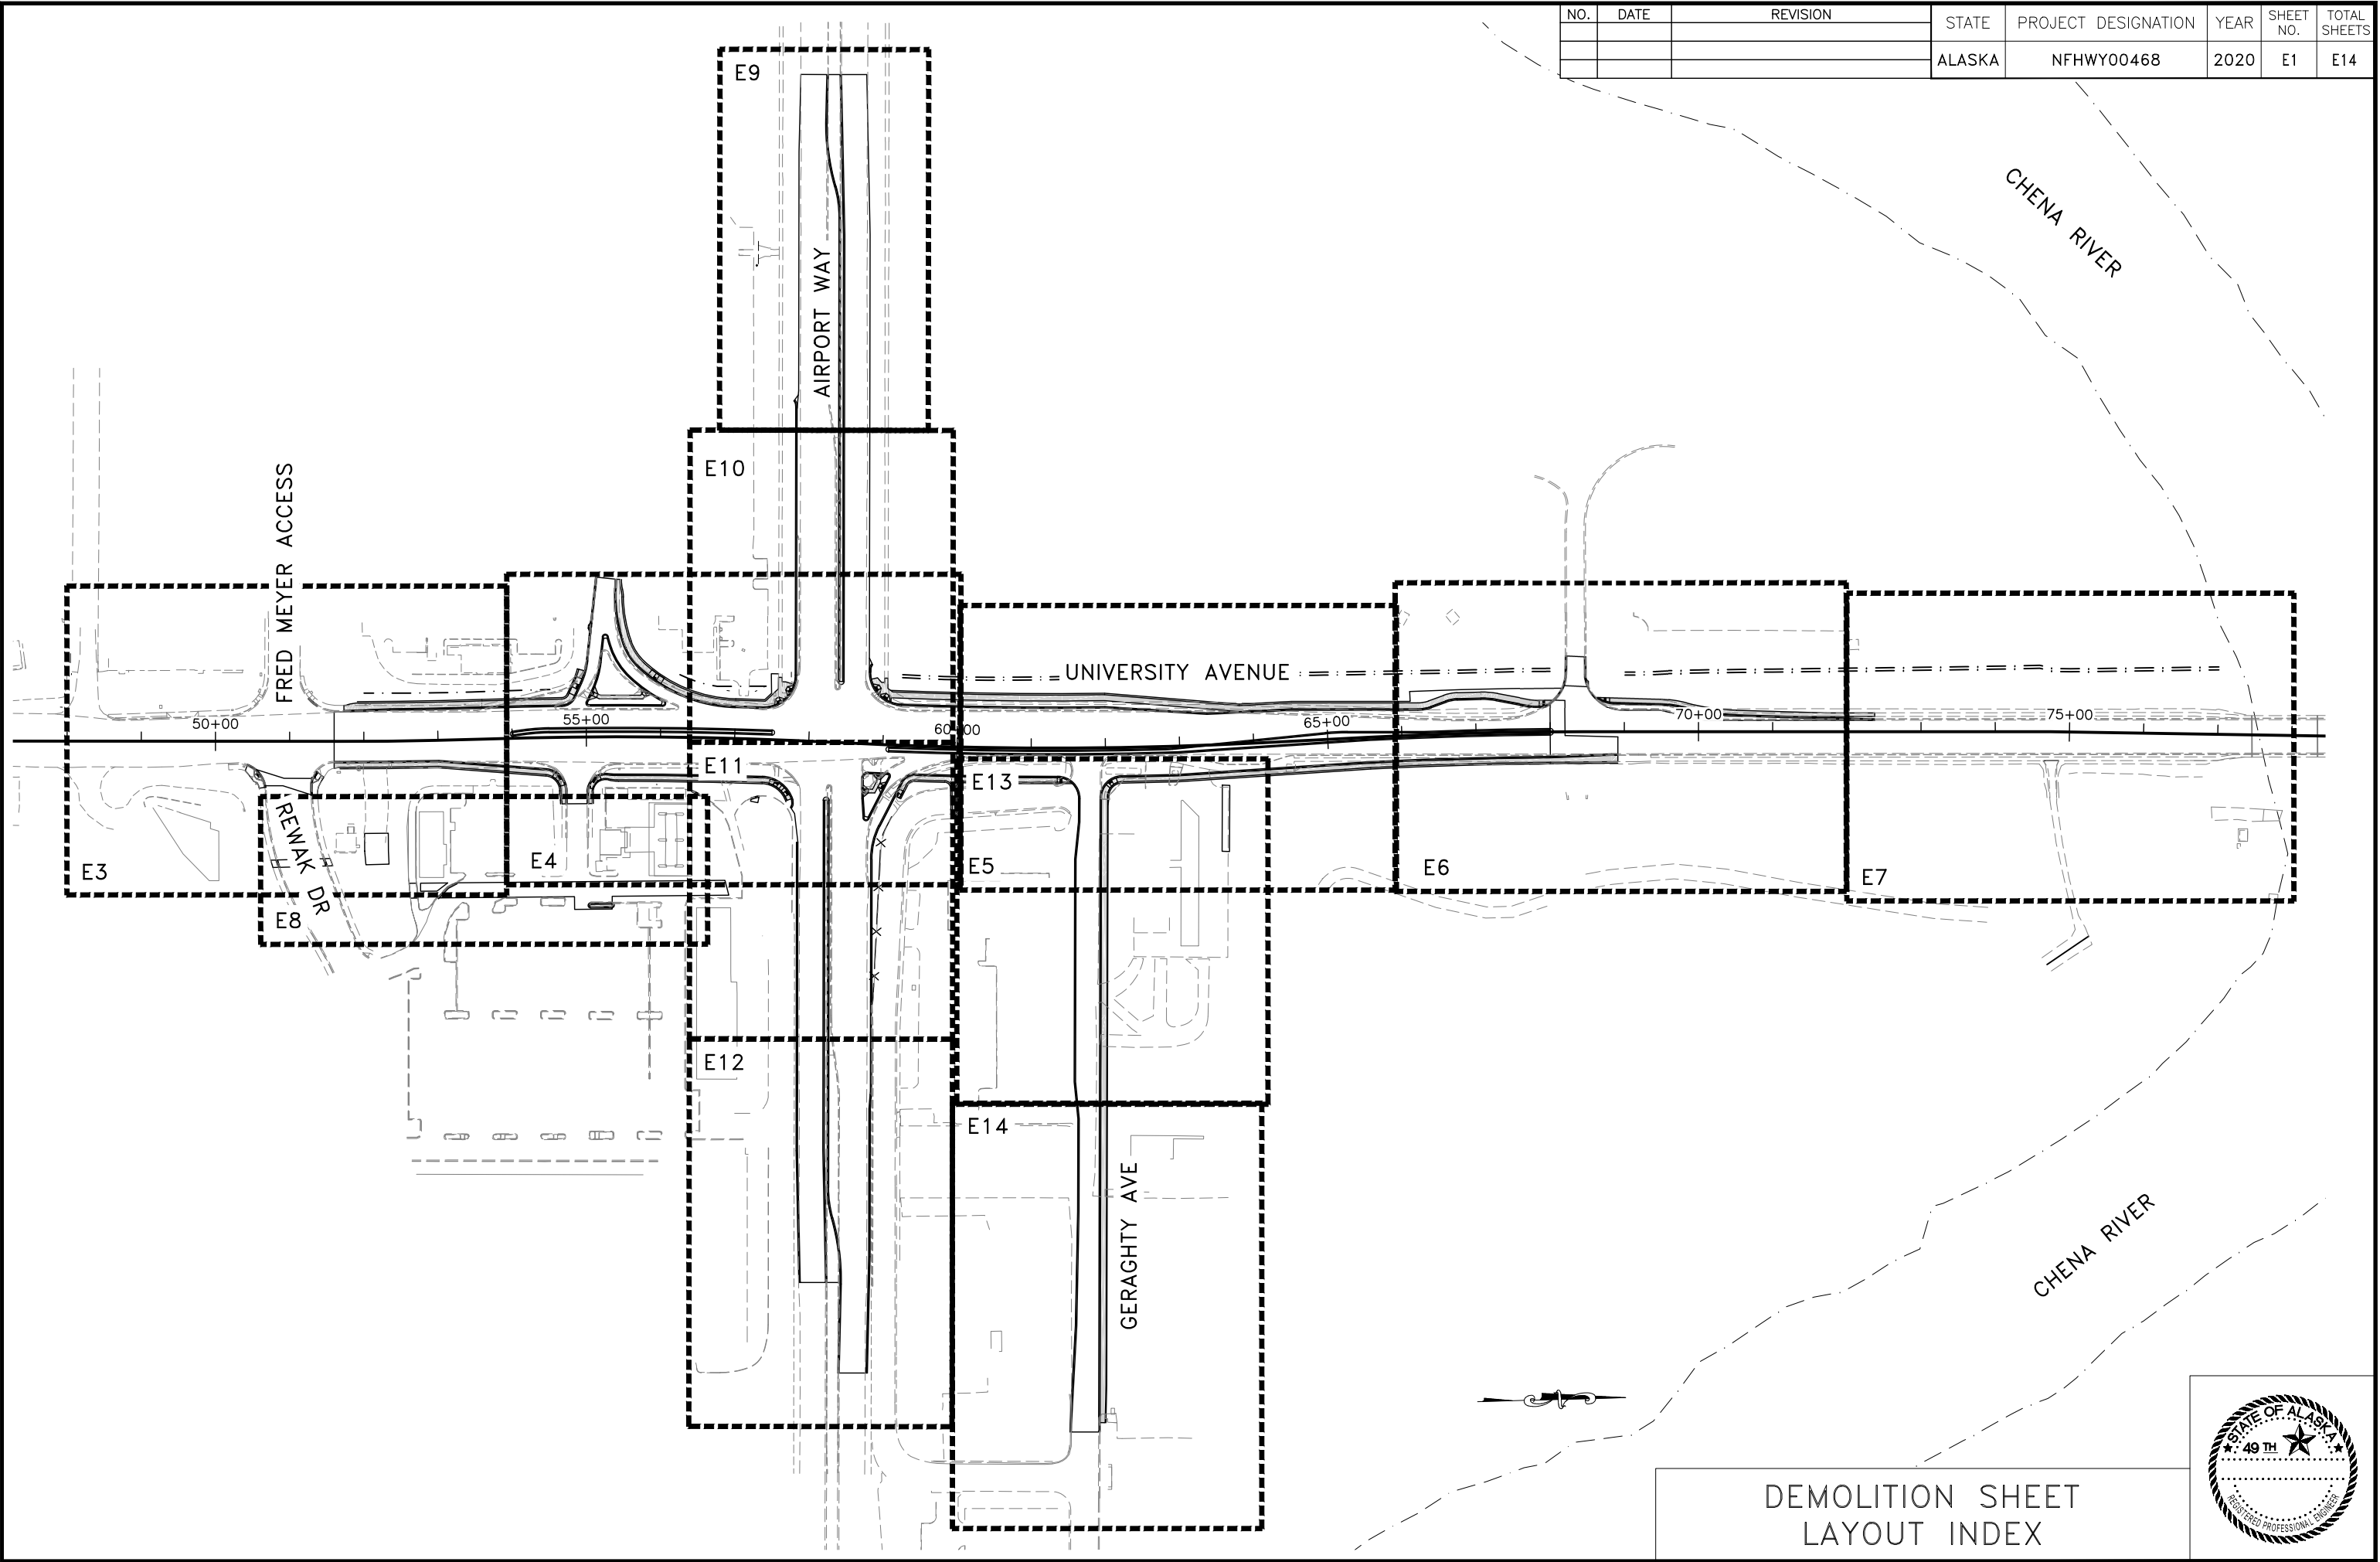 NO. DATE REVISION
STATE PROJECT DESIGNATION YEAR SHEET NO. TOTAL SHEETS
ALASKA NFHWY00468 2020 E1 E14
E9
CHENA RIVER
AIRPORT WAY
E10
FRED MEYER ACCESS
UNIVERSITY AVENUE
50+00
55+00
60+00
65+00
70+00
75+00
E11
E13
REWAK DR
E3
E4
E5
E6
E7
E8
E12
E14
GERAGHTY AVE
CHENA RIVER
STATE OF ALASKA
49 TH
REGISTERED PROFESSIONAL ENGINEER
DEMOLITION SHEET
LAYOUT INDEX